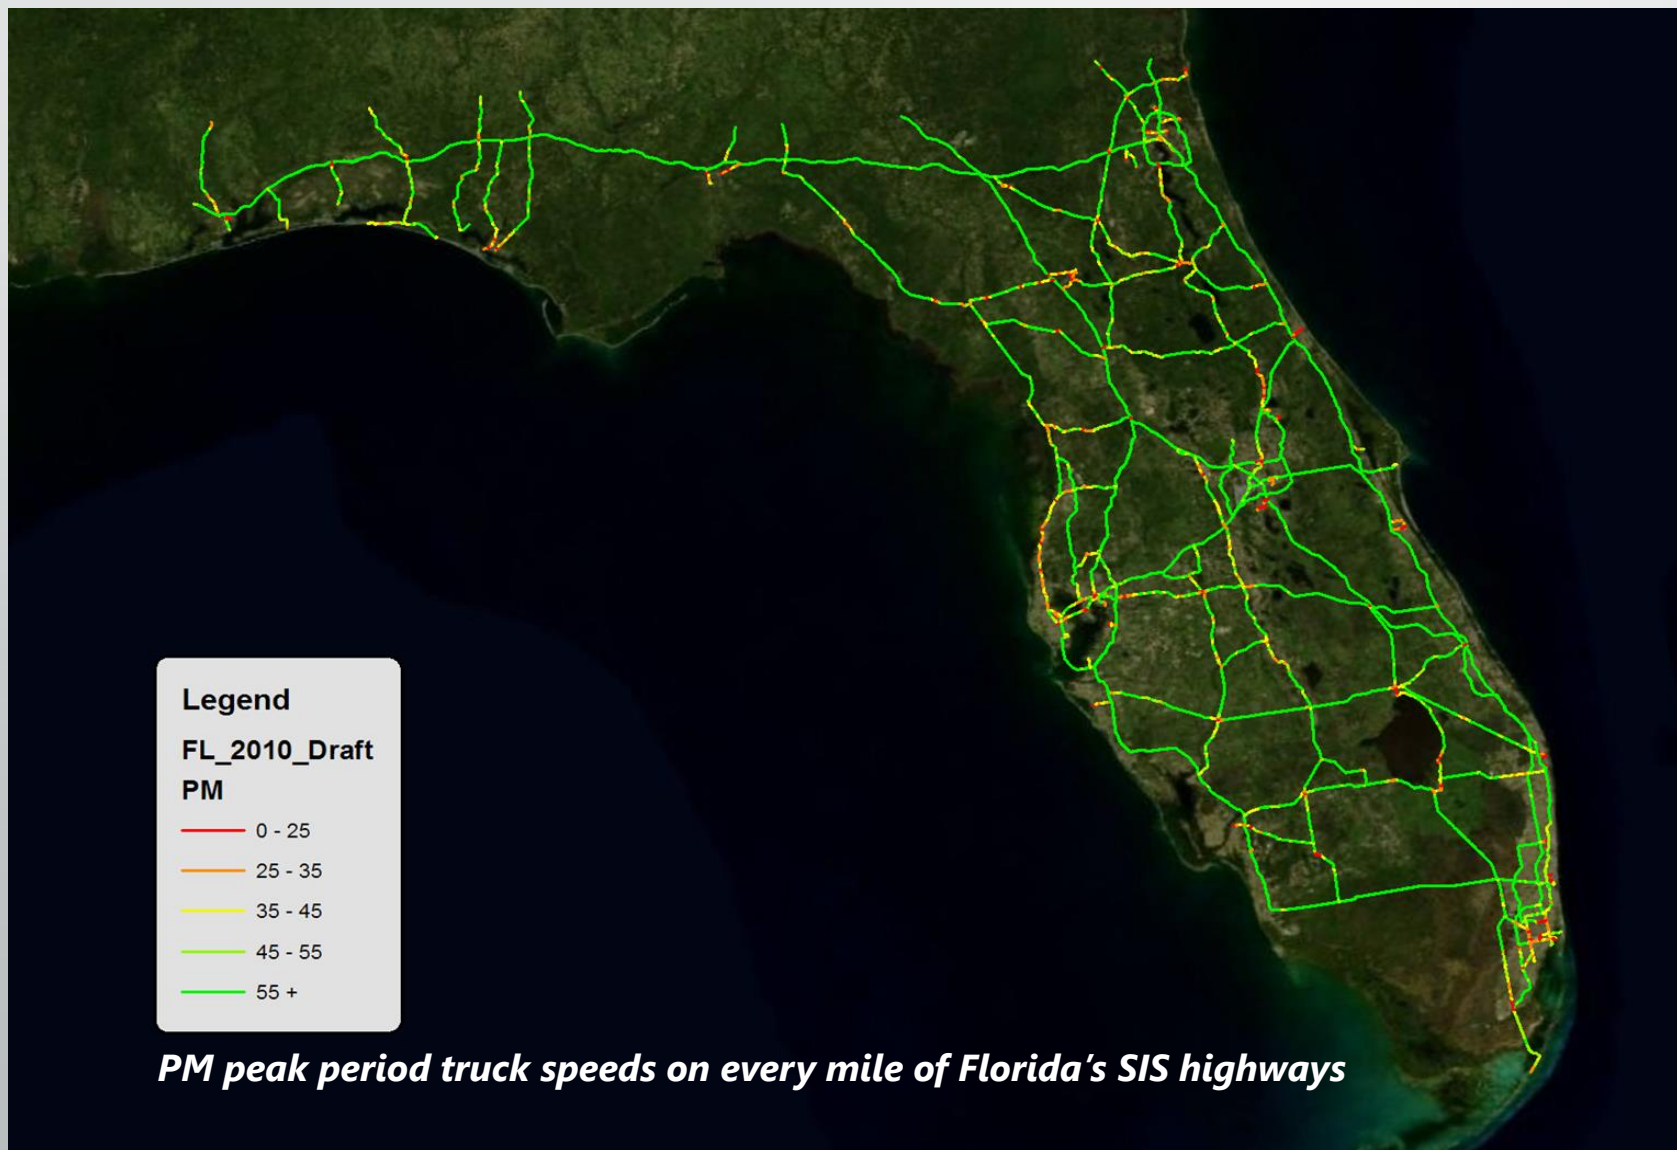 Legend
FL_2010_Draft
PM
0 - 25
25 - 35
35 - 45
45 - 55
55 +
PM peak period truck speeds on every mile of Florida’s SIS highways